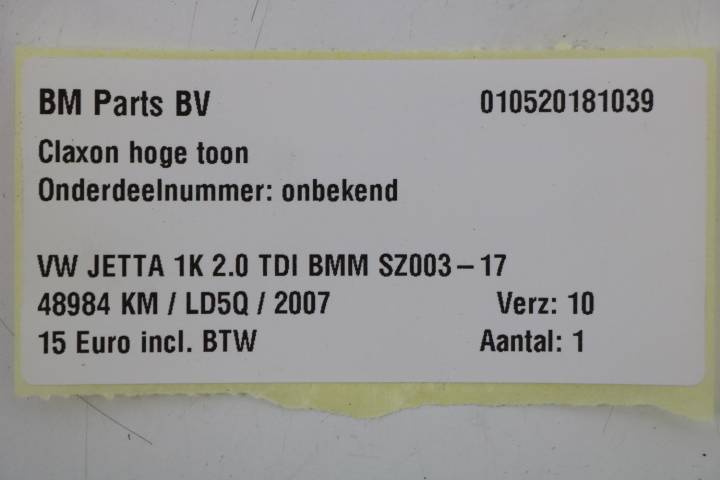 BM Parts BV 010520181039
Claxon hoge toon
Onderdeelnummer: onbekend
VW JETTA 1K 2.0 TDI BMM SZ003-17
48984 KM / LD5Q / 2007 Verz: 10
15 Euro incl. BTW Aantal: 1